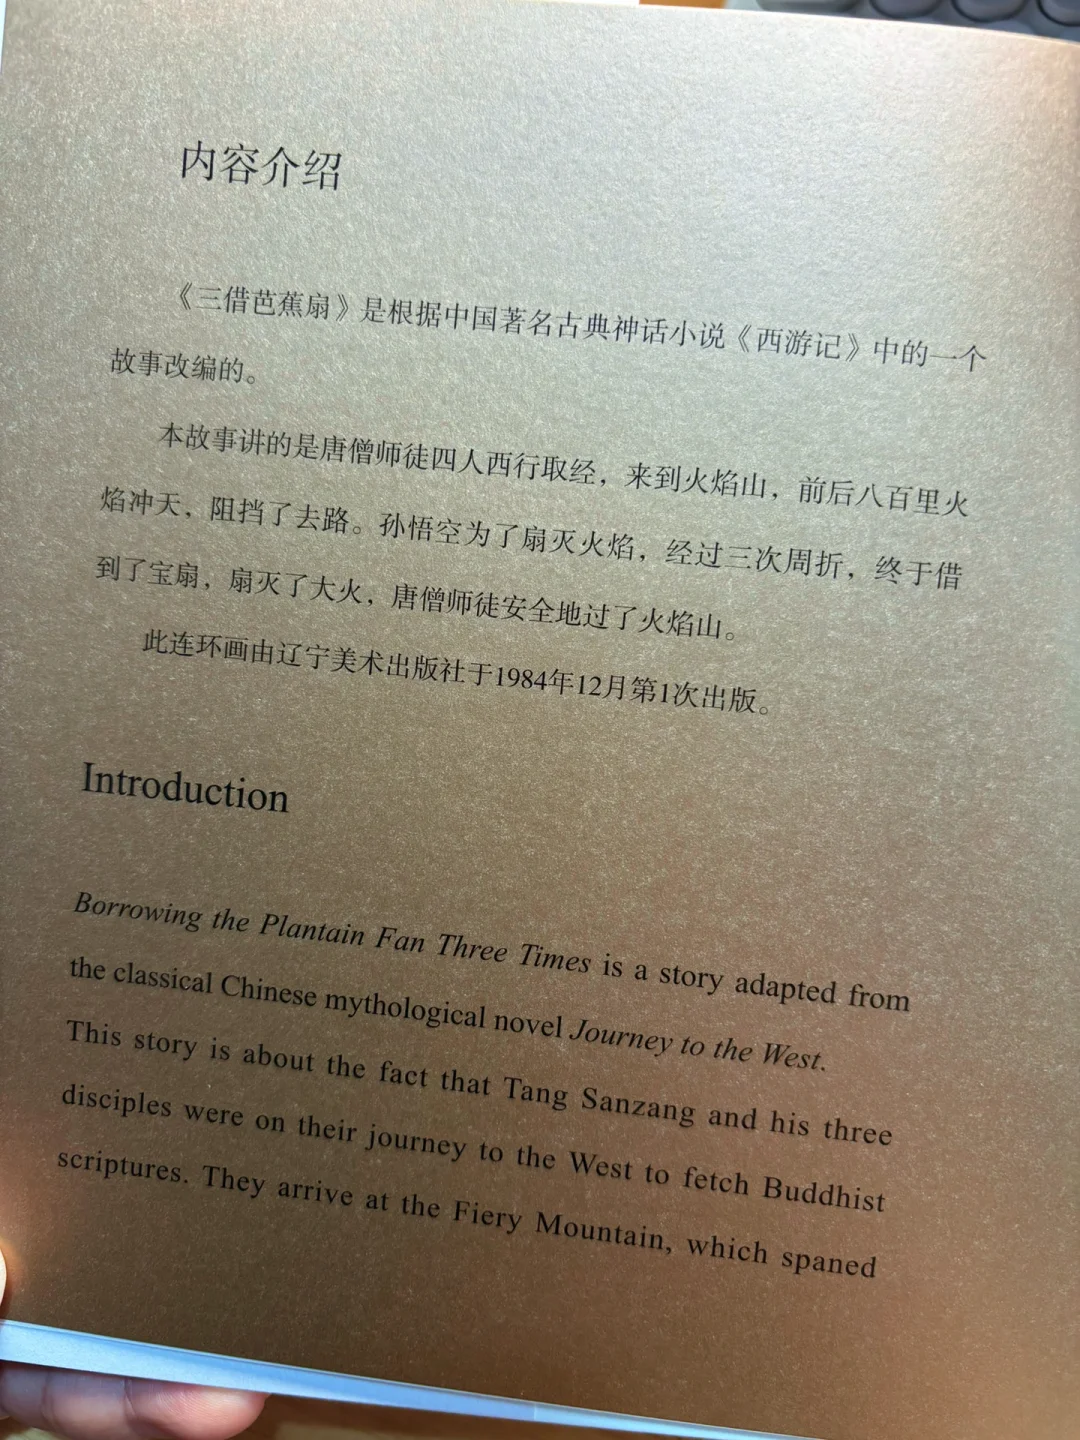 内容介绍
《三借芭蕉扇》是根据中国著名古典神话小说《西游记》中的一个
故事改编的。
本故事讲的是唐僧师徒四人西行取经，来到火焰山，前后八百里火
焰冲天，阻挡了去路。孙悟空为了扇灭火焰，经过三次周折，终于借
到了宝扇，扇灭了大火，唐僧师徒安全地过了火焰山。
此连环画由辽宁美术出版社于1984年12月第1次出版。
Introduction
Borrowing the Plantain Fan Three Times is a story adapted from
the classical Chinese mythological novel Journey to the West.
This story is about the fact that Tang Sanzang and his three
disciples were on their journey to the West to fetch Buddhist
scriptures. They arrive at the Fiery Mountain, which spaned